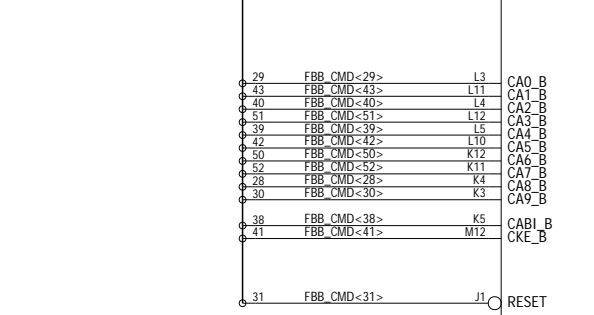 29 FBB_CMD<29> L3 CA0_B
43 FBB_CMD<43> L11 CA1_B
40 FBB_CMD<40> L4 CA2_B
51 FBB_CMD<51> L12 CA3_B
39 FBB_CMD<39> L5 CA4_B
42 FBB_CMD<42> L10 CA5_B
50 FBB_CMD<50> K12 CA6_B
52 FBB_CMD<52> K11 CA7_B
28 FBB_CMD<28> K4 CA8_B
30 FBB_CMD<30> K3 CA9_B
38 FBB_CMD<38> K5 CABI_B
41 FBB_CMD<41> M12 CKE_B
31 FBB_CMD<31> J1 RESET